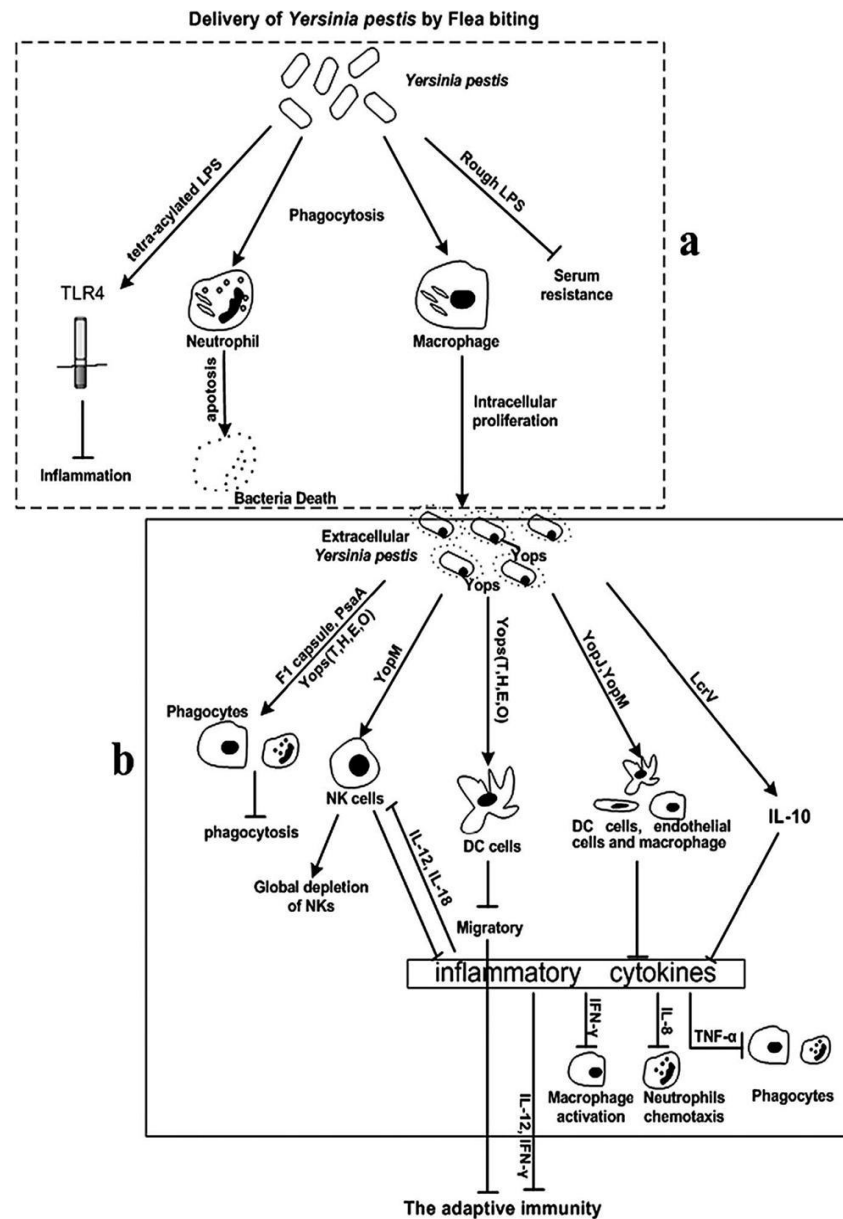 Delivery of Yersinia pestis by Flea biting
Yersinia pestis
tetra-acylated LPS
Rough LPS
Phagocytosis
a
TLR4
Serum
resistance
Neutrophil
Macrophage
apotosis
Intracellular
proliferation
Inflammation
Bacteria Death
Extracellular
Yersinia pestis
Yops
Yops
F1 capsule, PsaA
Yops(T,H,E,O)
YopM
Yops(T,H,E,O)
YopJ,YopM
LcrV
b
Phagocytes
NK cells
phagocytosis
DC cells
DC cells, endothelial
cells and macrophage
IL-10
IL-12, IL-18
Global depletion
of NKs
Migratory
inflammatory cytokines
IFN-γ
IL-8
TNF-α
Macrophage
activation
Neutrophils
chemotaxis
Phagocytes
IL-12, IFN-γ
The adaptive immunity